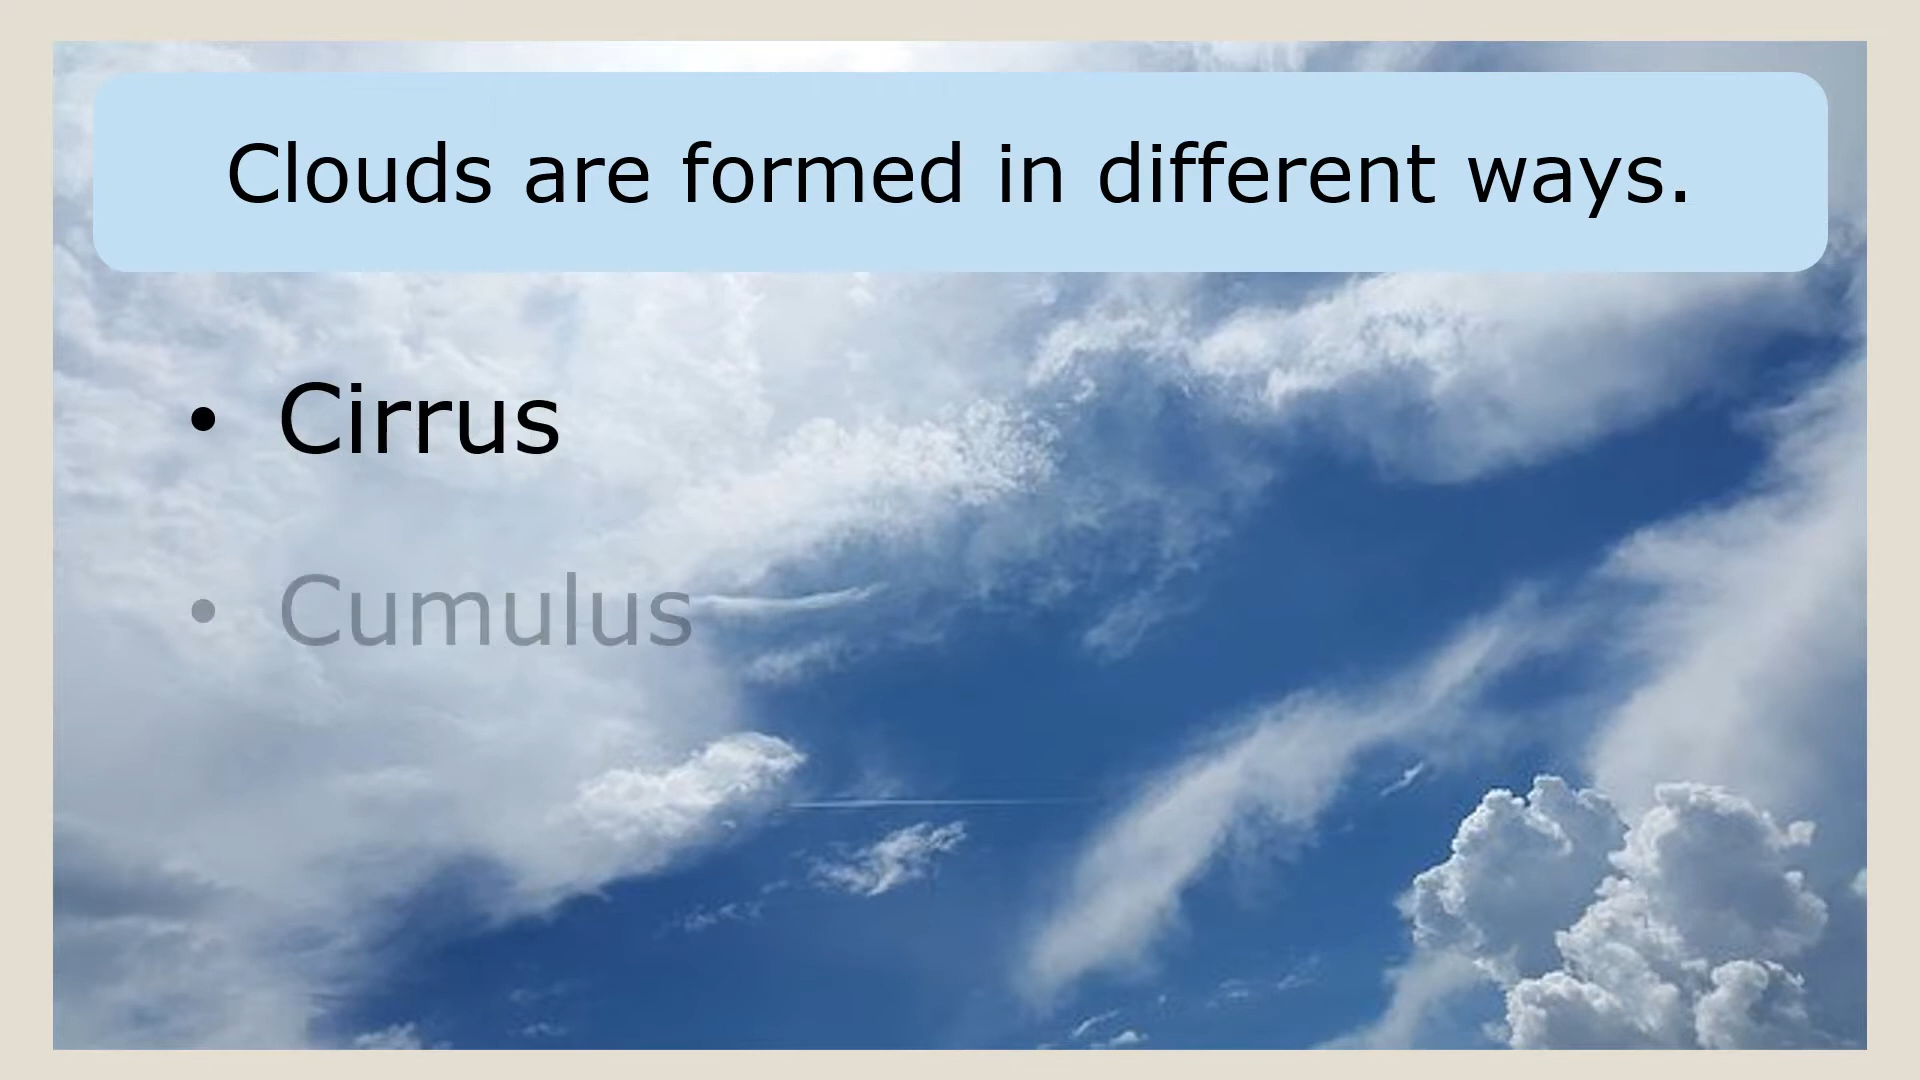 Clouds are formed in different ways.
• Cirrus
• Cumulus